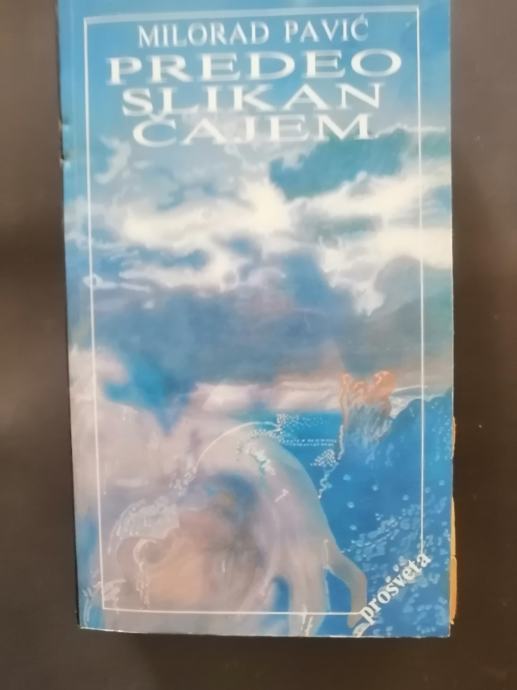 MILORAD PAVIĆ
PREDEO
SLIKAN
ČAJEM
prosveta